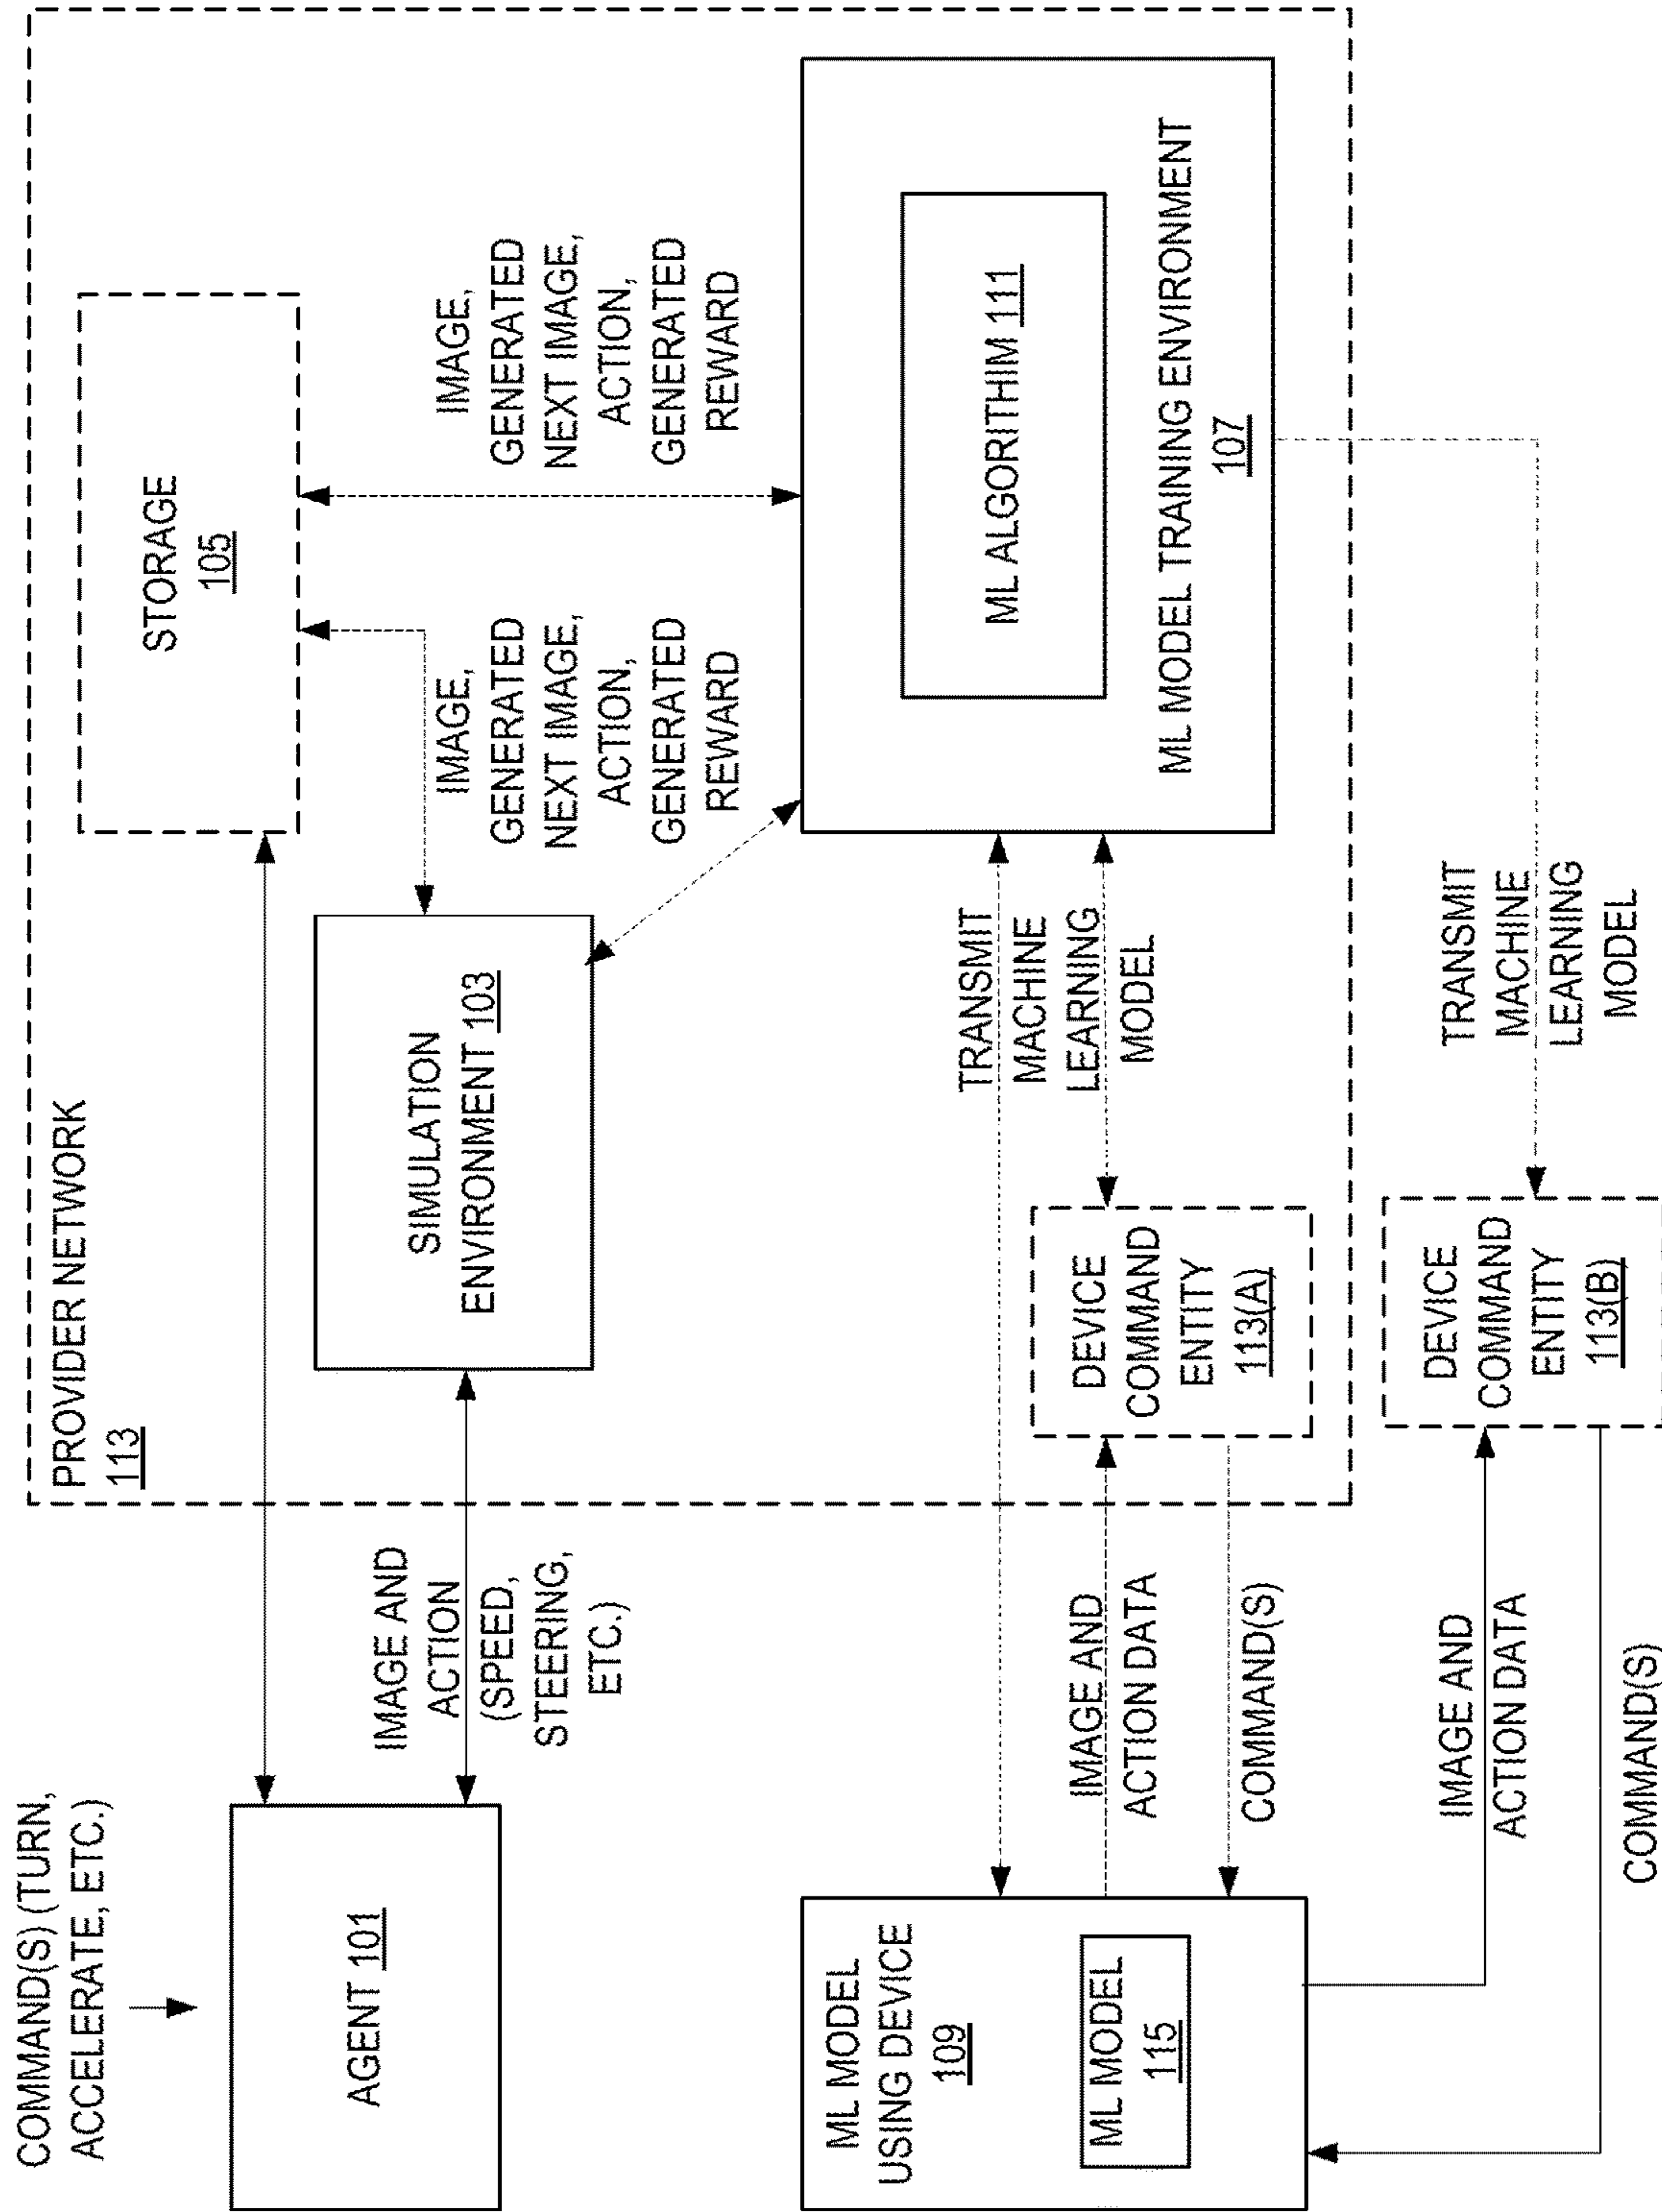 COMMAND(S) (TURN,
ACCELERATE, ETC.)
AGENT 101
IMAGE AND
ACTION
(SPEED,
STEERING,
ETC.)
PROVIDER NETWORK
113
SIMULATION
ENVIRONMENT 103
STORAGE
105
IMAGE,
GENERATED
NEXT IMAGE,
ACTION,
GENERATED
REWARD
IMAGE,
GENERATED
NEXT IMAGE,
ACTION,
GENERATED
REWARD
ML MODEL
USING DEVICE
109
ML MODEL
115
IMAGE AND
ACTION DATA
COMMAND(S)
DEVICE
COMMAND
ENTITY
113(A)
TRANSMIT
MACHINE
LEARNING
MODEL
ML ALGORITHIM 111
ML MODEL TRAINING ENVIRONMENT
107
IMAGE AND
ACTION DATA
COMMAND(S)
DEVICE
COMMAND
ENTITY
113(B)
TRANSMIT
MACHINE
LEARNING
MODEL